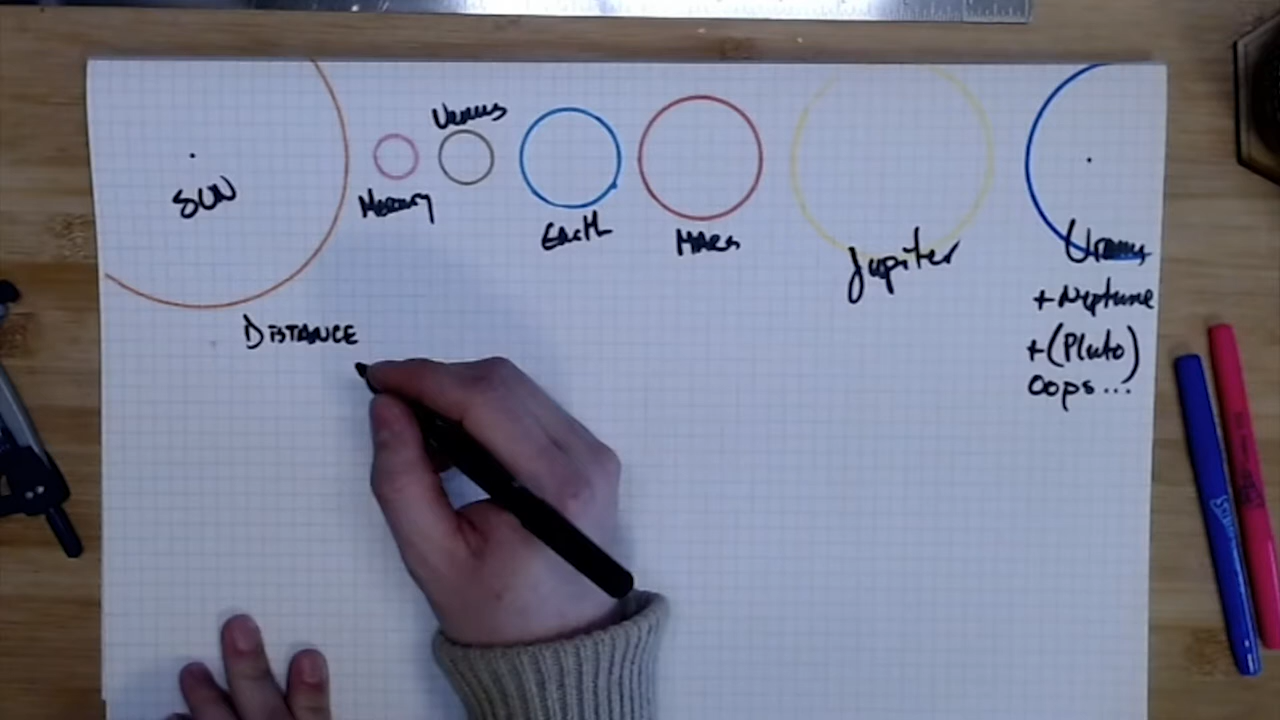 SUN
Mercury
Venus
Earth
MARS
Jupiter
Uranus
+ Neptune
+ (Pluto)
Oops...
DISTANCE